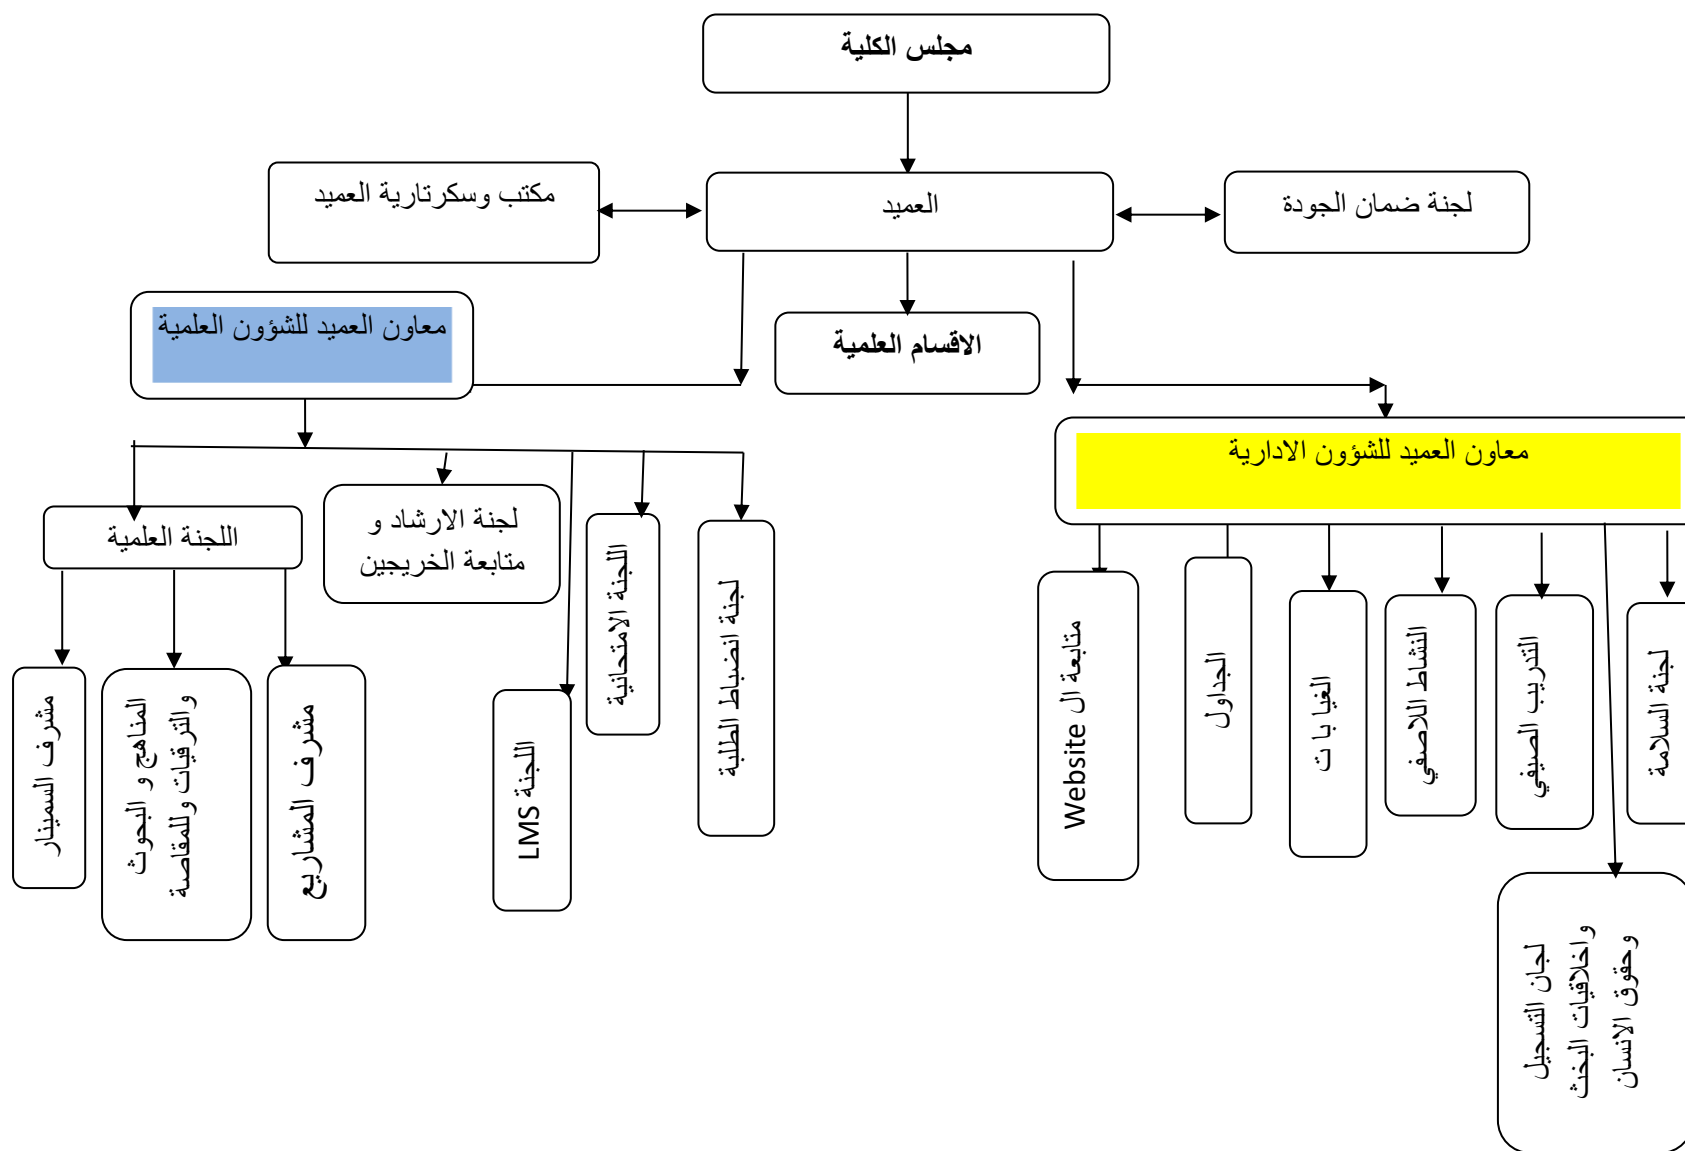 مجلس الكلية
لجنة ضمان الجودة
العميد
مكتب وسكرتارية العميد
معاون العميد للشؤون العلمية
الاقسام العلمية
معاون العميد للشؤون الادارية
لجنة السلامة
التدريب الصيفي
النشاط اللاصفي
الغيا با ت
الجداول
متابعة ال Website
لجان التسجيل
واخلاقيات البخث
وحقوق الانسان
لجنة انضباط الطلبة
اللجنة الامتحانية
اللجنة LMS
لجنة الارشاد و
متابعة الخريجين
اللجنة العلمية
مشرف المشاريع
المناهج و البحوث
والترقيات وللمقاصة
مشرف السمينار